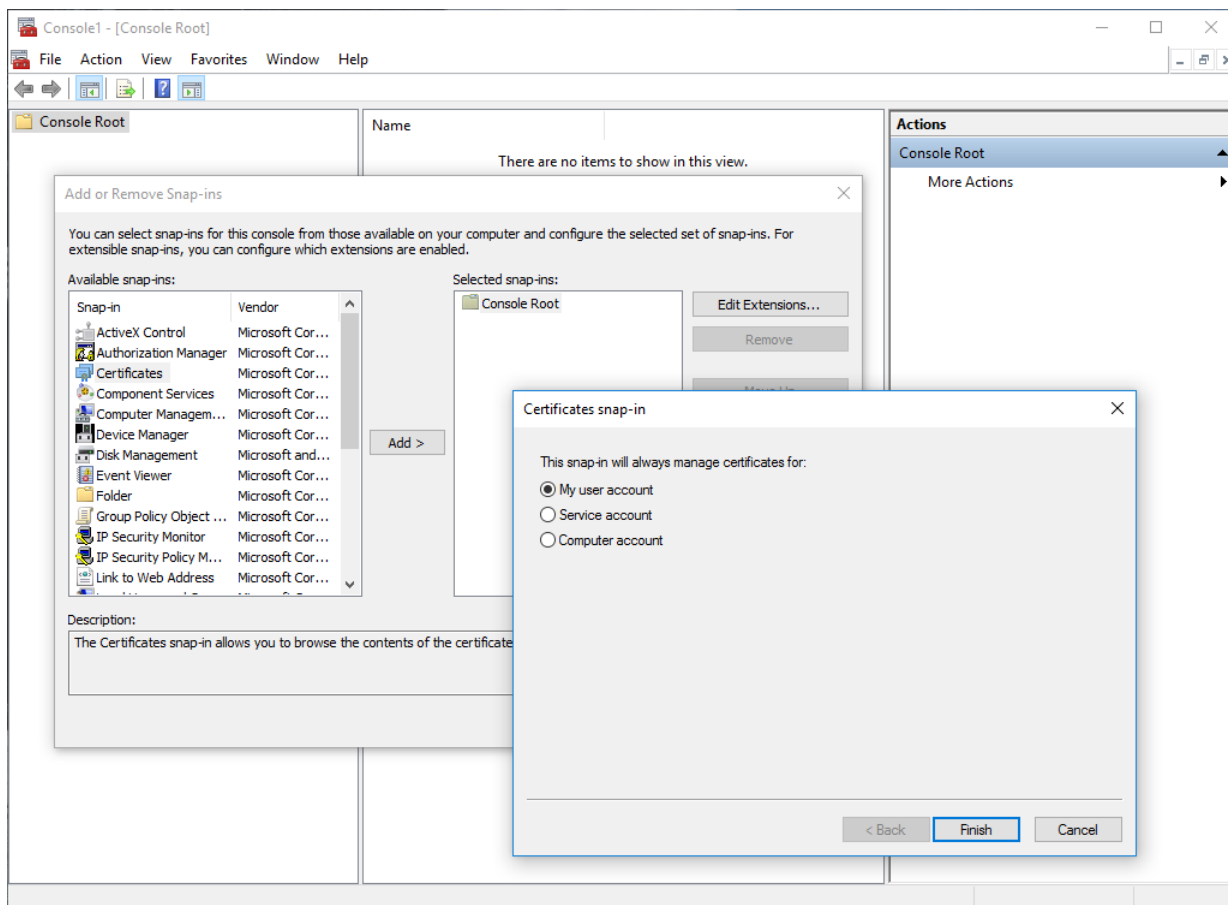 Console1 - [Console Root]
File Action View Favorites Window Help
Console Root
Name
There are no items to show in this view.
Actions
Console Root
More Actions
Add or Remove Snap-ins
You can select snap-ins for this console from those available on your computer and configure the selected set of snap-ins. For
extensible snap-ins, you can configure which extensions are enabled.
Available snap-ins:
Snap-in Vendor
ActiveX Control Microsoft Cor...
Authorization Manager Microsoft Cor...
Certificates Microsoft Cor...
Component Services Microsoft Cor...
Computer Managem... Microsoft Cor...
Device Manager Microsoft Cor...
Disk Management Microsoft and...
Event Viewer Microsoft Cor...
Folder Microsoft Cor...
Group Policy Object ... Microsoft Cor...
IP Security Monitor Microsoft Cor...
IP Security Policy M... Microsoft Cor...
Link to Web Address Microsoft Cor...
Add >
Selected snap-ins:
Console Root
Edit Extensions...
Remove
Description:
The Certificates snap-in allows you to browse the contents of the certificate
Certificates snap-in
This snap-in will always manage certificates for:
My user account
Service account
Computer account
< Back Finish Cancel